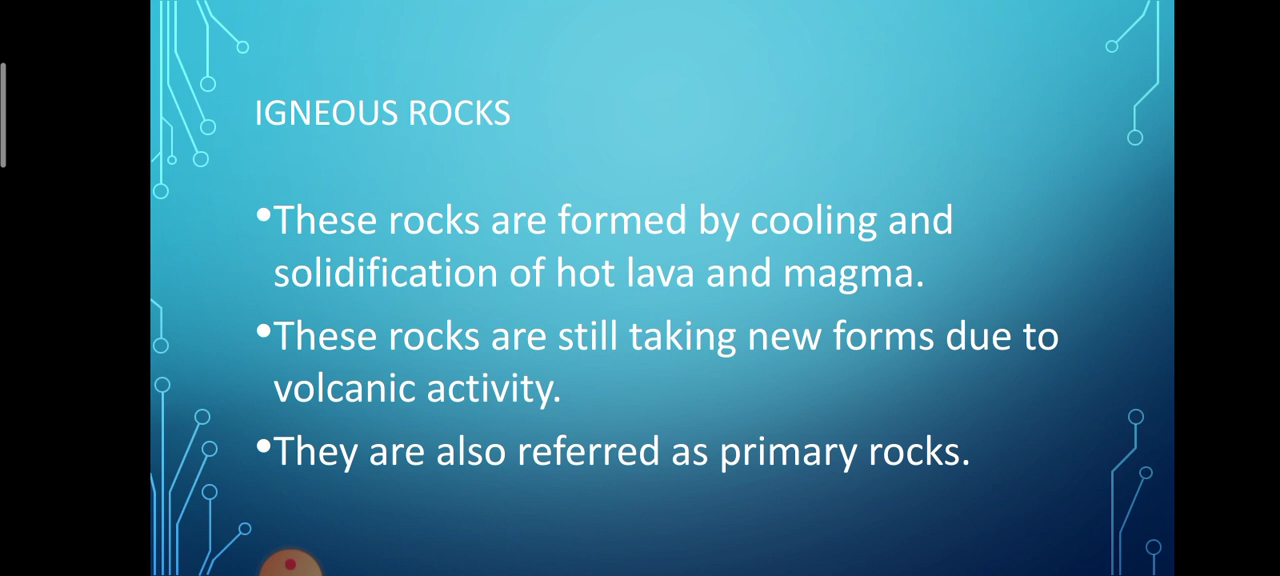 IGNEOUS ROCKS
•These rocks are formed by cooling and
solidification of hot lava and magma.
•These rocks are still taking new forms due to
volcanic activity.
•They are also referred as primary rocks.